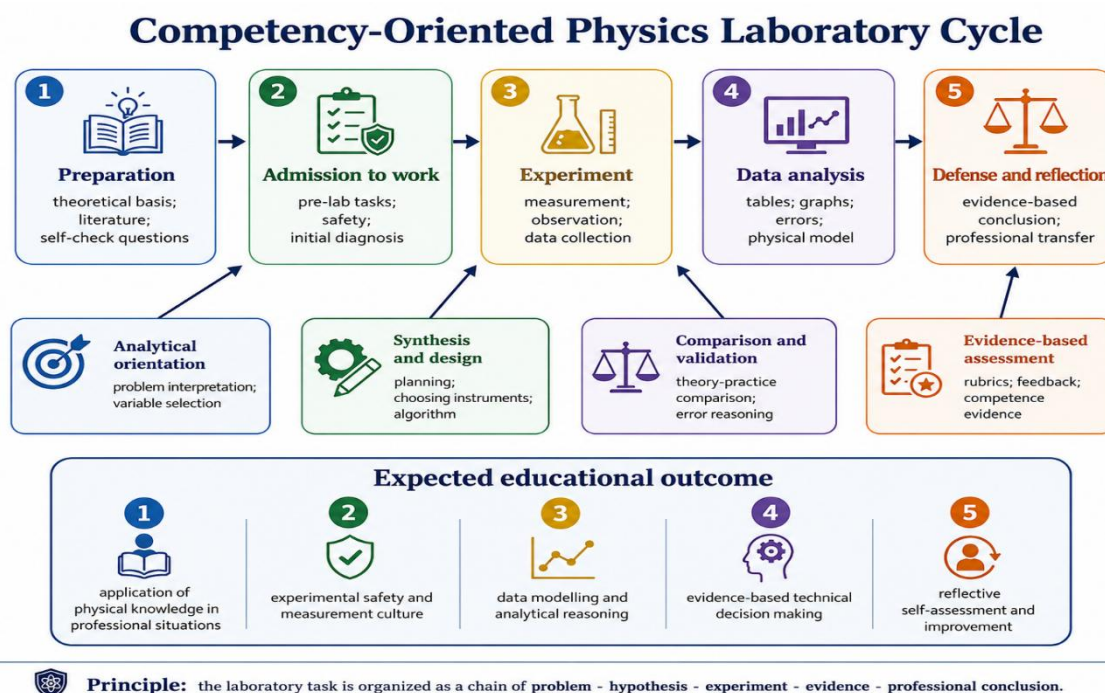 Competency-Oriented Physics Laboratory Cycle
1
Preparation
theoretical basis;
literature;
self-check questions
2
Admission to work
pre-lab tasks;
safety;
initial diagnosis
3
Experiment
measurement;
observation;
data collection
4
Data analysis
tables; graphs;
errors;
physical model
5
Defense and reflection
evidence-based
conclusion;
professional transfer
Analytical
orientation
problem interpretation;
variable selection
Synthesis
and design
planning;
choosing instruments;
algorithm
Comparison and
validation
theory-practice
comparison;
error reasoning
Evidence-based
assessment
rubrics; feedback;
competence
evidence
Expected educational outcome
1
application of
physical knowledge in
professional situations
2
experimental safety and
measurement culture
3
data modelling and
analytical reasoning
4
evidence-based technical
decision making
5
reflective
self-assessment and
improvement
Principle: the laboratory task is organized as a chain of problem - hypothesis - experiment - evidence - professional conclusion.